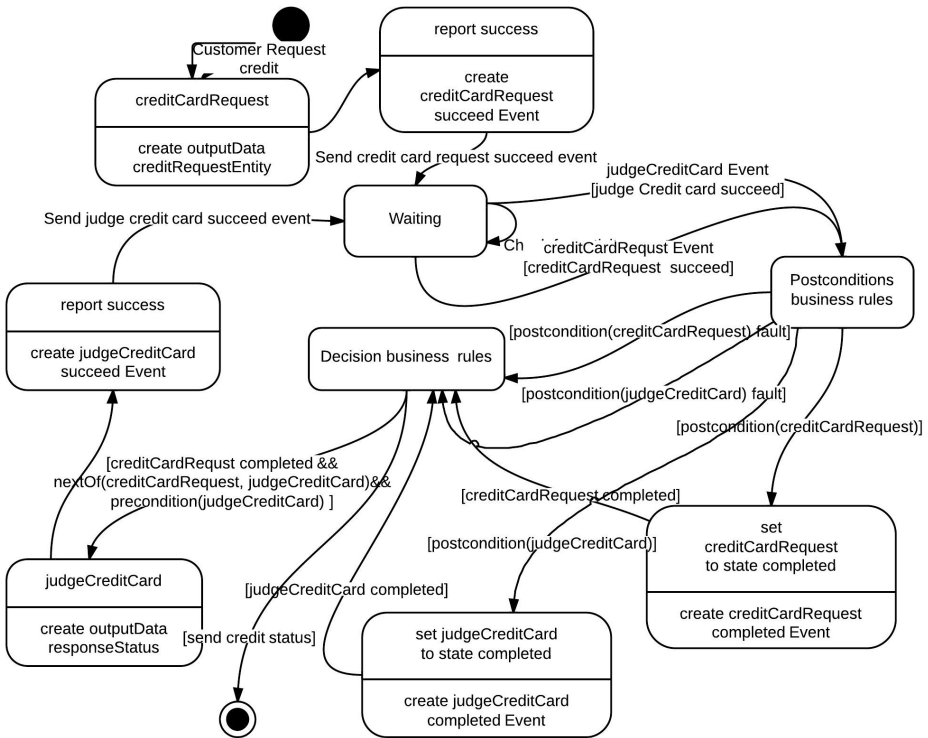 Customer Request
credit
creditCardRequest
create outputData
creditRequestEntity
report success
create
creditCardRequest
succeed Event
Send credit card request succeed event
judgeCreditCard Event
[judge Credit card succeed]
Send judge credit card succeed event
Waiting
creditCardRequst Event
[creditCardRequest succeed]
Postconditions
business rules
report success
create judgeCreditCard
succeed Event
Decision business rules
[postcondition(creditCardRequest) fault]
[postcondition(judgeCreditCard) fault]
[postcondition(creditCardRequest)]
[creditCardRequst completed &&
nextOf(creditCardRequest, judgeCreditCard)&&
precondition(judgeCreditCard) ]
[creditCardRequest completed]
[postcondition(judgeCreditCard)]
set
creditCardRequest
to state completed
create creditCardRequest
completed Event
judgeCreditCard
create outputData
responseStatus
[judgeCreditCard completed]
[send credit status]
set judgeCreditCard
to state completed
create judgeCreditCard
completed Event